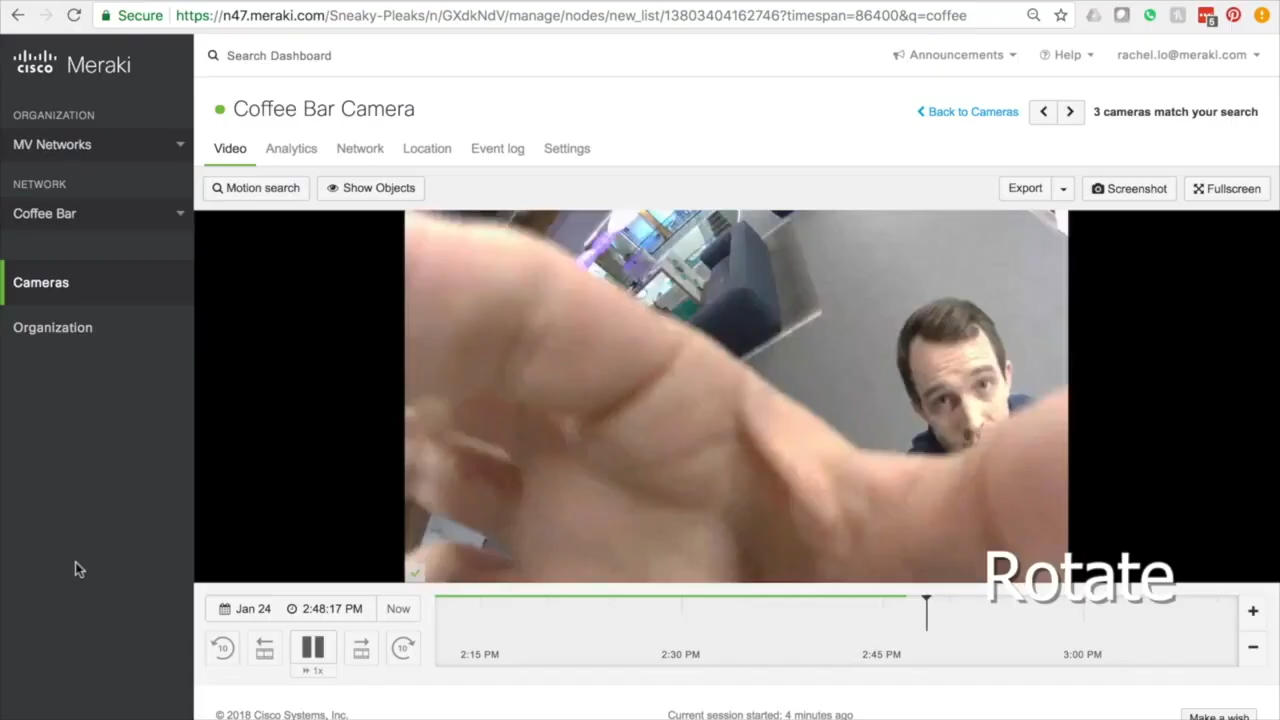 Secure https://n47.meraki.com/Sneaky-Pleaks/n/GXdkNdV/manage/nodes/new_list/13803404162746?timespan=86400&q=coffee
6
CISCO Meraki
Search Dashboard
Announcements
Help
rachel.lo@meraki.com
ORGANIZATION
MV Networks
NETWORK
Coffee Bar
Cameras
Organization
Coffee Bar Camera
Back to Cameras
3 cameras match your search
Video Analytics Network Location Event log Settings
Motion search Show Objects
Export Screenshot Fullscreen
Rotate
Jan 24 2:48:17 PM Now
10 10
1x
2:15 PM 2:30 PM 2:45 PM 3:00 PM
+
−
© 2018 Cisco Systems, Inc.
Current session started: 4 minutes ago
Make a wish